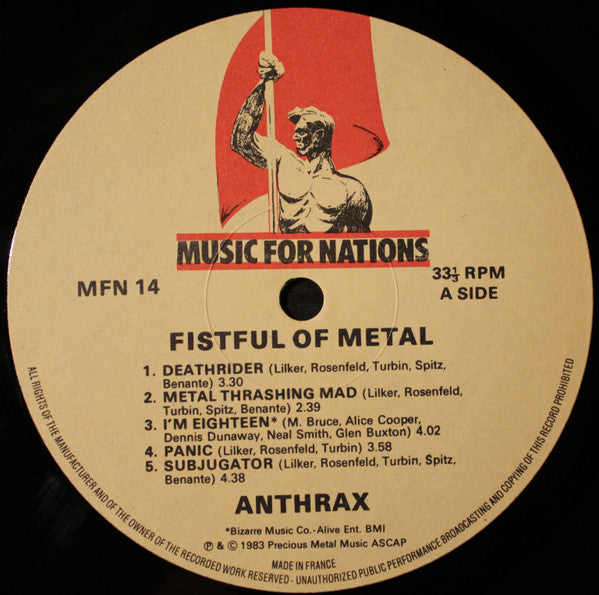 MUSIC FOR NATIONS
MFN 14
33⅓ RPM
A SIDE
FISTFUL OF METAL
1. DEATHRIDER (Lilker, Rosenfeld, Turbin, Spitz,
Benante) 3.30
2. METAL THRASHING MAD (Lilker, Rosenfeld,
Turbin, Spitz, Benante) 2.39
3. I'M EIGHTEEN* (M. Bruce, Alice Cooper,
Dennis Dunaway, Neal Smith, Glen Buxton) 4.02
4. PANIC (Lilker, Rosenfeld, Turbin) 3.58
5. SUBJUGATOR (Lilker, Rosenfeld, Turbin, Spitz,
Benante) 4.38
ANTHRAX
*Bizarre Music Co.-Alive Ent. BMI
Ⓟ & © 1983 Precious Metal Music ASCAP
MADE IN FRANCE
ALL RIGHTS OF THE MANUFACTURER AND OF THE OWNER OF THE RECORDED WORK RESERVED - UNAUTHORIZED PUBLIC PERFORMANCE BROADCASTING AND COPYING OF THIS RECORD PROHIBITED